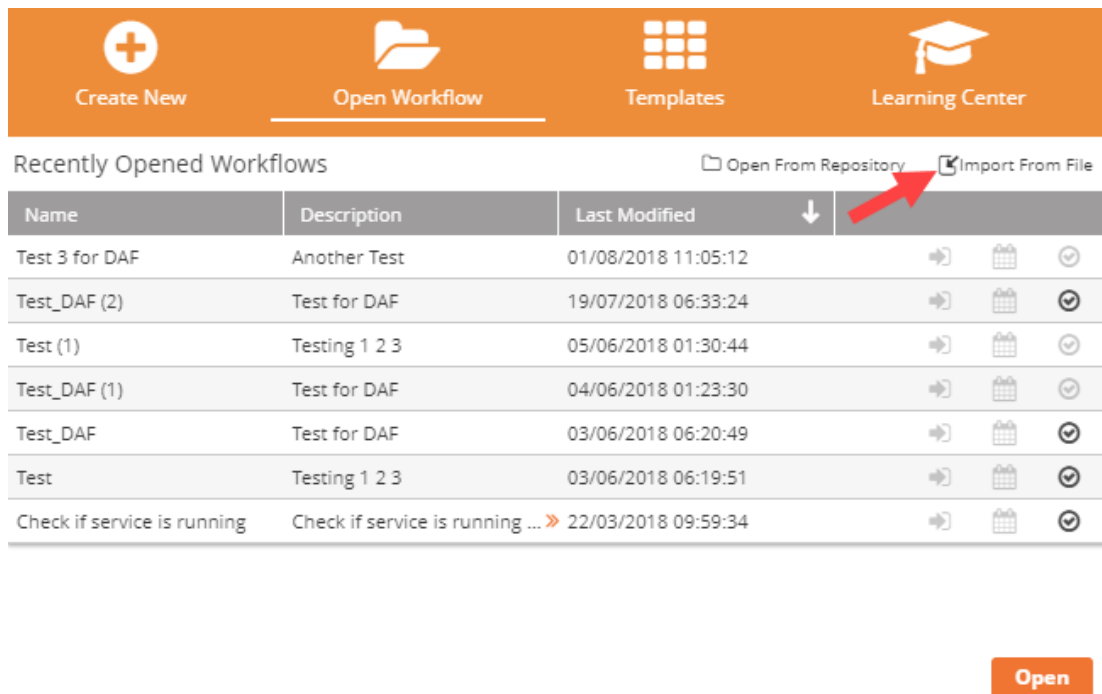 Create New Open Workflow Templates Learning Center
Recently Opened Workflows Open From Repository Import From File
Name Description Last Modified
Test 3 for DAF Another Test 01/08/2018 11:05:12
Test_DAF (2) Test for DAF 19/07/2018 06:33:24
Test (1) Testing 1 2 3 05/06/2018 01:30:44
Test_DAF (1) Test for DAF 04/06/2018 01:23:30
Test_DAF Test for DAF 03/06/2018 06:20:49
Test Testing 1 2 3 03/06/2018 06:19:51
Check if service is running Check if service is running ... 22/03/2018 09:59:34
Open